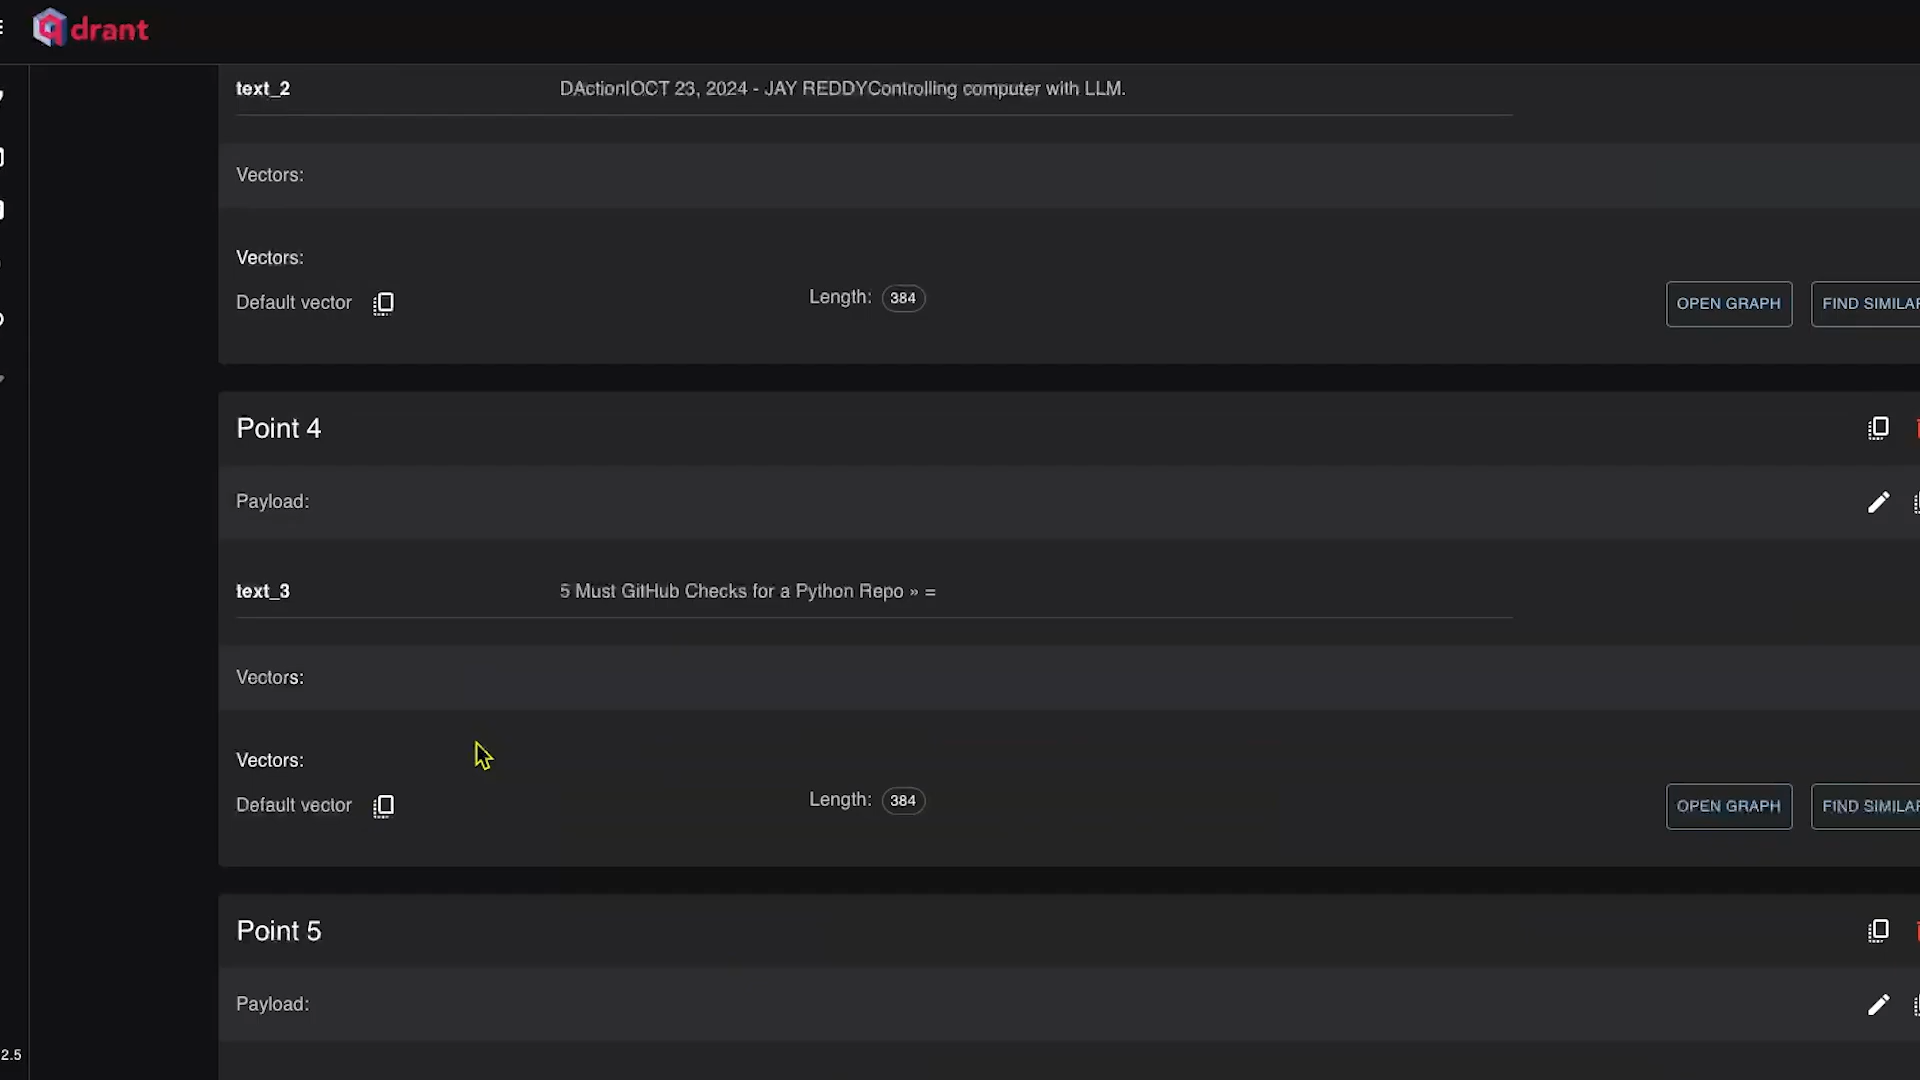 drant
text_2 DActionIOCT 23, 2024 - JAY REDDYControlling computer with LLM.
Vectors:
Vectors:
Default vector Length: 384 OPEN GRAPH FIND SIMILAR
Point 4
Payload:
text_3 5 Must GitHub Checks for a Python Repo » =
Vectors:
Vectors:
Default vector Length: 384 OPEN GRAPH FIND SIMILAR
Point 5
Payload:
2.5